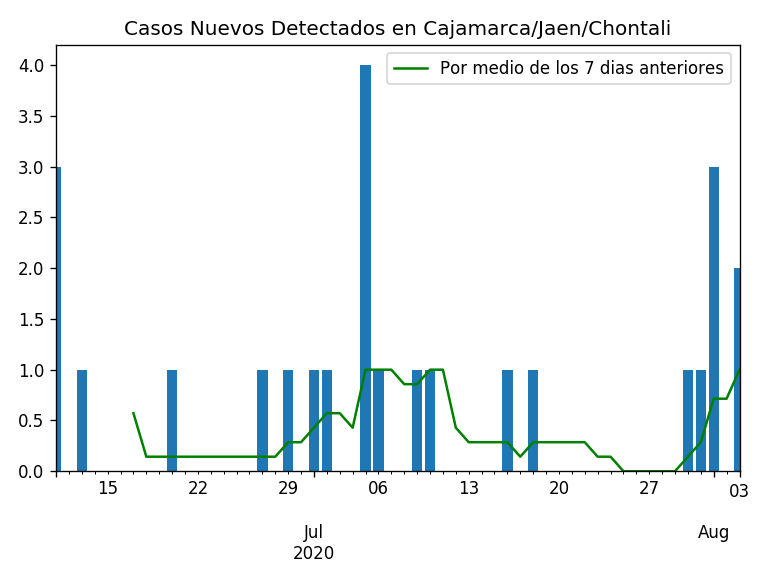 Casos Nuevos Detectados en Cajamarca/Jaen/Chontali
Por medio de los 7 dias anteriores
4.0
3.5
3.0
2.5
2.0
1.5
1.0
0.5
0.0
15 22 29 06 13 20 27 03
Jul Aug
2020